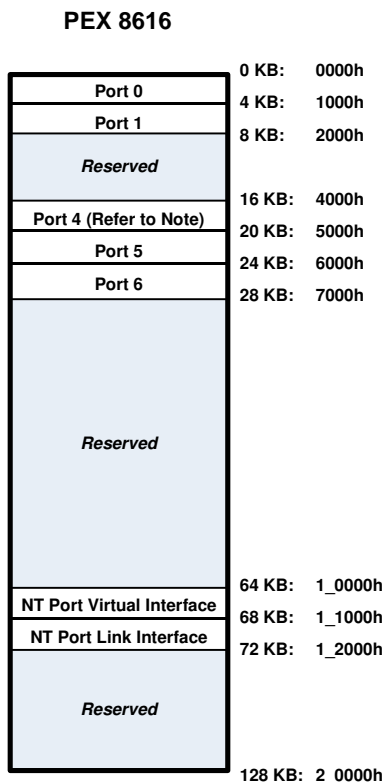 PEX 8616
0 KB: 0000h
Port 0
4 KB: 1000h
Port 1
8 KB: 2000h
Reserved
16 KB: 4000h
Port 4 (Refer to Note)
20 KB: 5000h
Port 5
24 KB: 6000h
Port 6
28 KB: 7000h
Reserved
64 KB: 1_0000h
NT Port Virtual Interface
68 KB: 1_1000h
NT Port Link Interface
72 KB: 1_2000h
Reserved
128 KB: 2_0000h